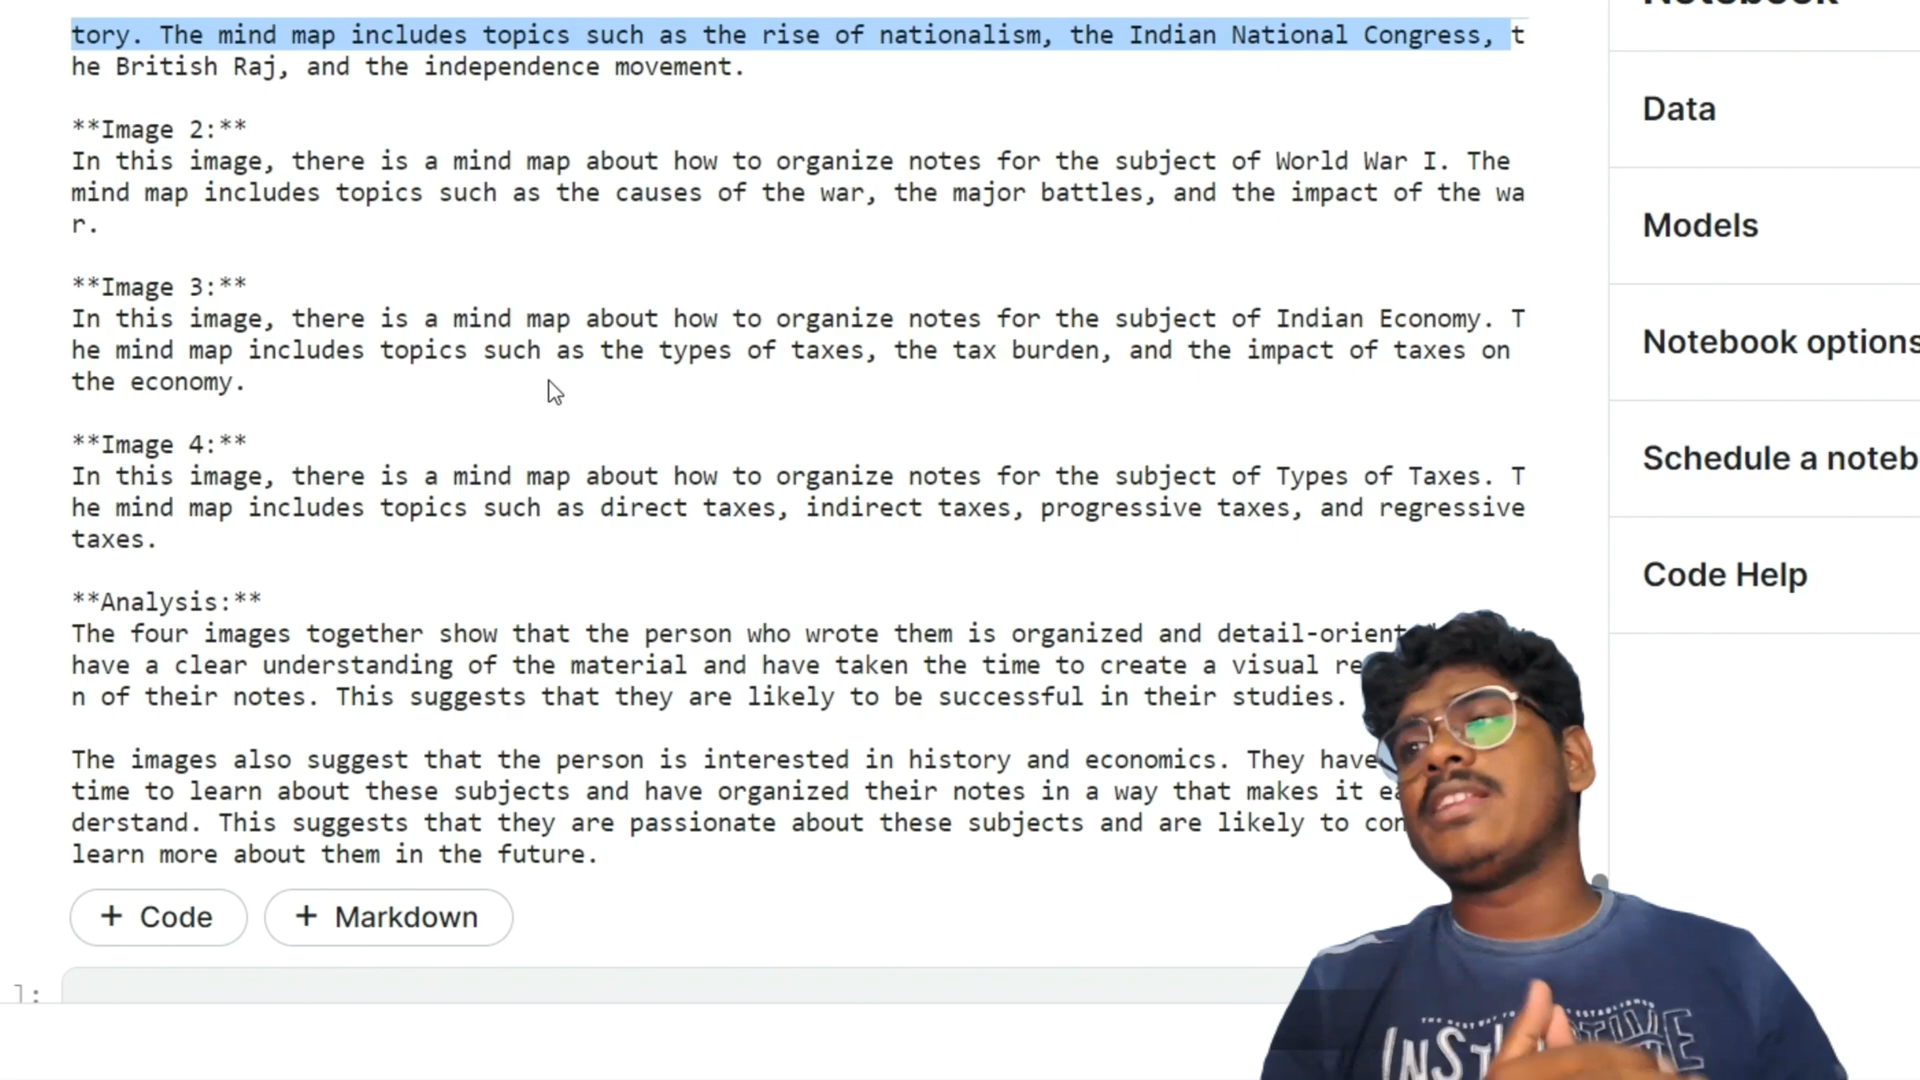 tory. The mind map includes topics such as the rise of nationalism, the Indian National Congress, t
he British Raj, and the independence movement.
**Image 2:**
In this image, there is a mind map about how to organize notes for the subject of World War I. The
mind map includes topics such as the causes of the war, the major battles, and the impact of the wa
r.
**Image 3:**
In this image, there is a mind map about how to organize notes for the subject of Indian Economy. T
he mind map includes topics such as the types of taxes, the tax burden, and the impact of taxes on
the economy.
**Image 4:**
In this image, there is a mind map about how to organize notes for the subject of Types of Taxes. T
he mind map includes topics such as direct taxes, indirect taxes, progressive taxes, and regressive
taxes.
**Analysis:**
The four images together show that the person who wrote them is organized and detail-orient
have a clear understanding of the material and have taken the time to create a visual re
n of their notes. This suggests that they are likely to be successful in their studies.
The images also suggest that the person is interested in history and economics. They have
time to learn about these subjects and have organized their notes in a way that makes it
derstand. This suggests that they are passionate about these subjects and are likely to con
learn more about them in the future.
+ Code
+ Markdown
]:
Notebook
Data
Models
Notebook options
Schedule a noteb
Code Help